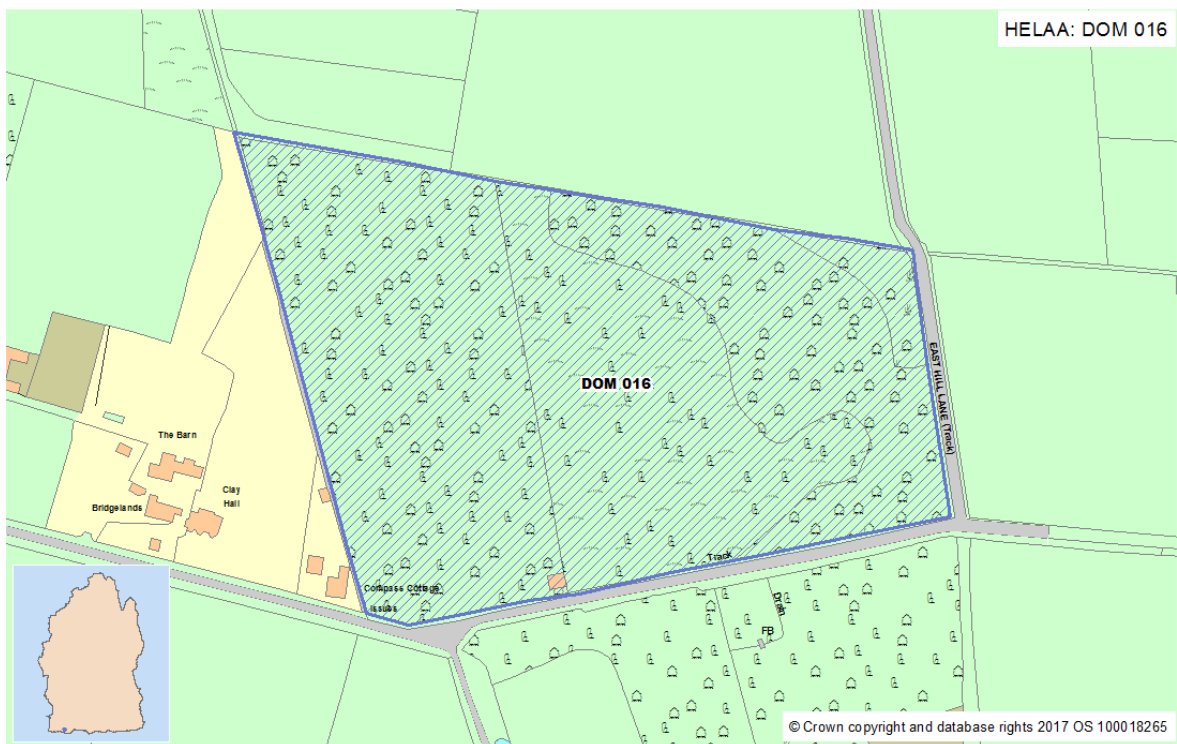 HELAA: DOM 016
EAST HILL LANE (Track)
DOM 016
The Barn
Clay
Hall
Bridgelands
Track
Compass Cottage
Issues
Drain
FB
© Crown copyright and database rights 2017 OS 100018265